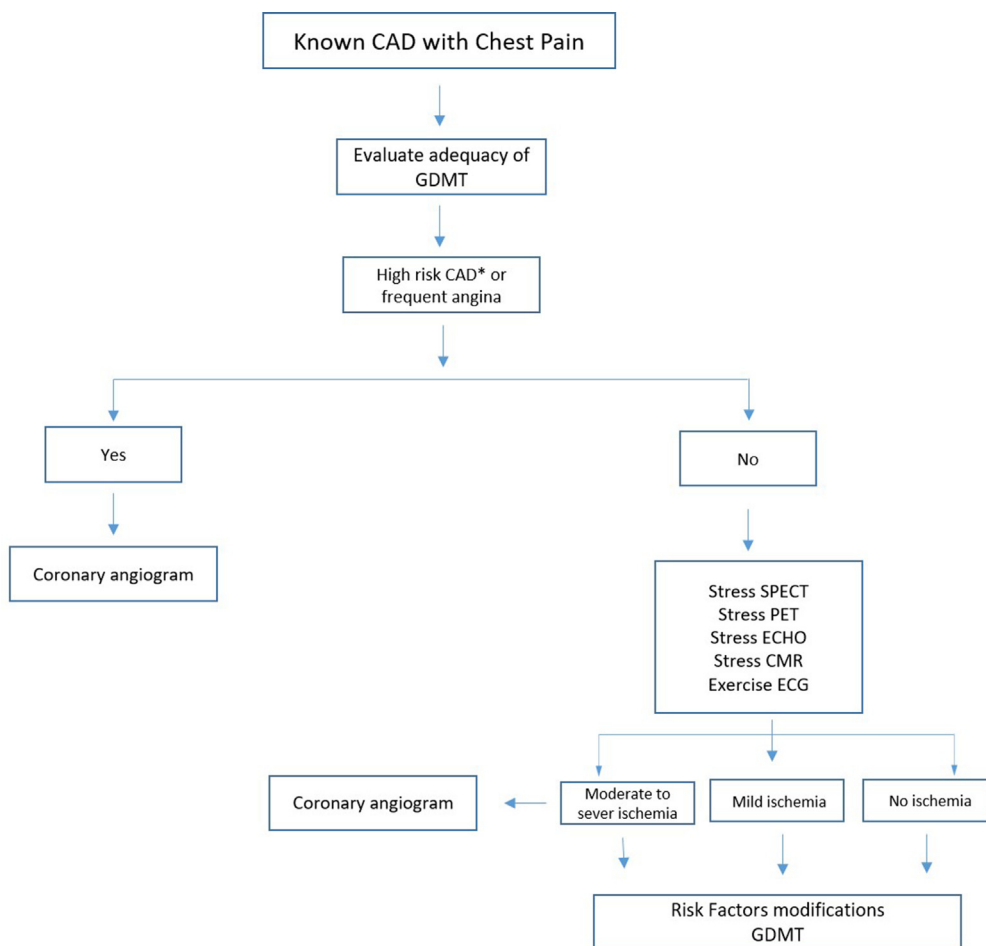 Known CAD with Chest Pain
Evaluate adequacy of
GDMT
High risk CAD* or
frequent angina
Yes
No
Coronary angiogram
Stress SPECT
Stress PET
Stress ECHO
Stress CMR
Exercise ECG
Coronary angiogram
Moderate to
sever ischemia
Mild ischemia
No ischemia
Risk Factors modifications
GDMT